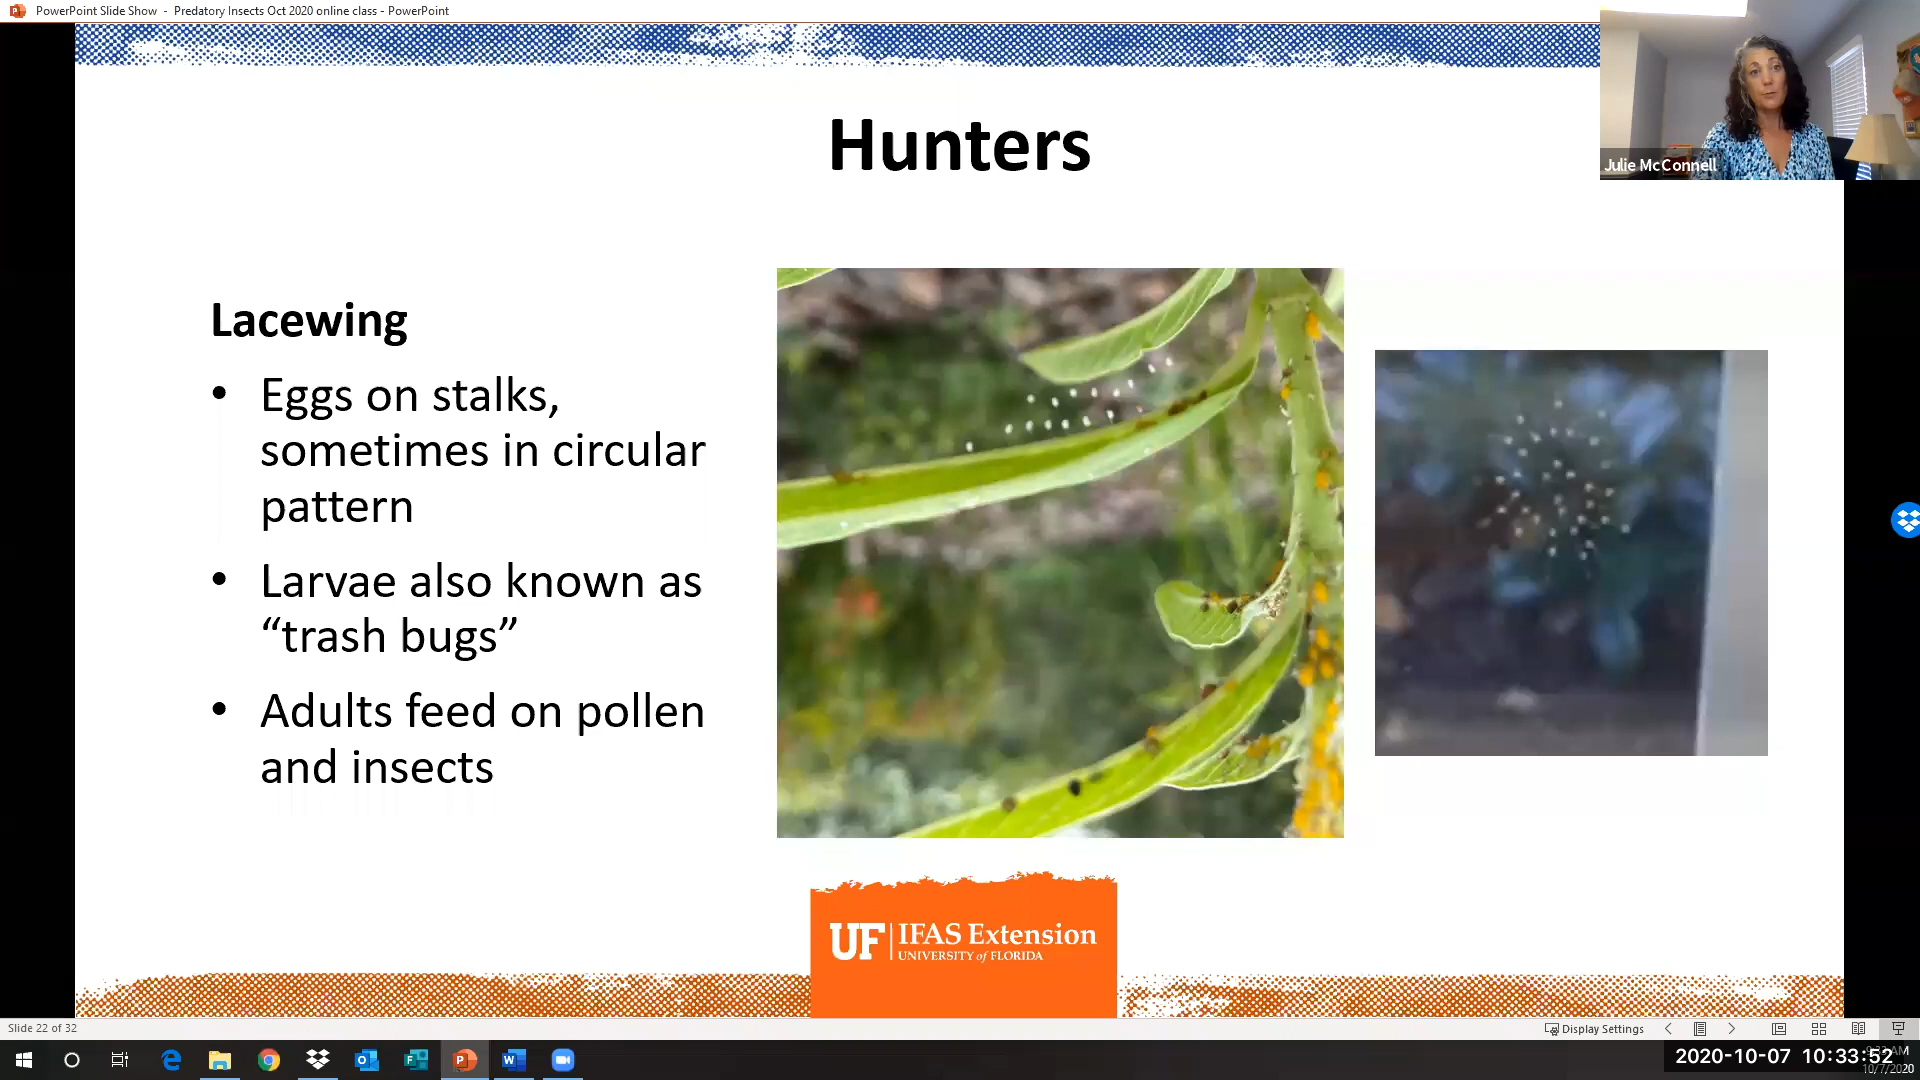 PowerPoint Slide Show - Predatory Insects Oct 2020 online class - PowerPoint
Julie McConnell
Hunters
Lacewing
• Eggs on stalks,
sometimes in circular
pattern
• Larvae also known as
“trash bugs”
• Adults feed on pollen
and insects
UF IFAS Extension
UNIVERSITY of FLORIDA
Slide 22 of 32
Display Settings
2020-10-07 10:33:52
10/7/2020